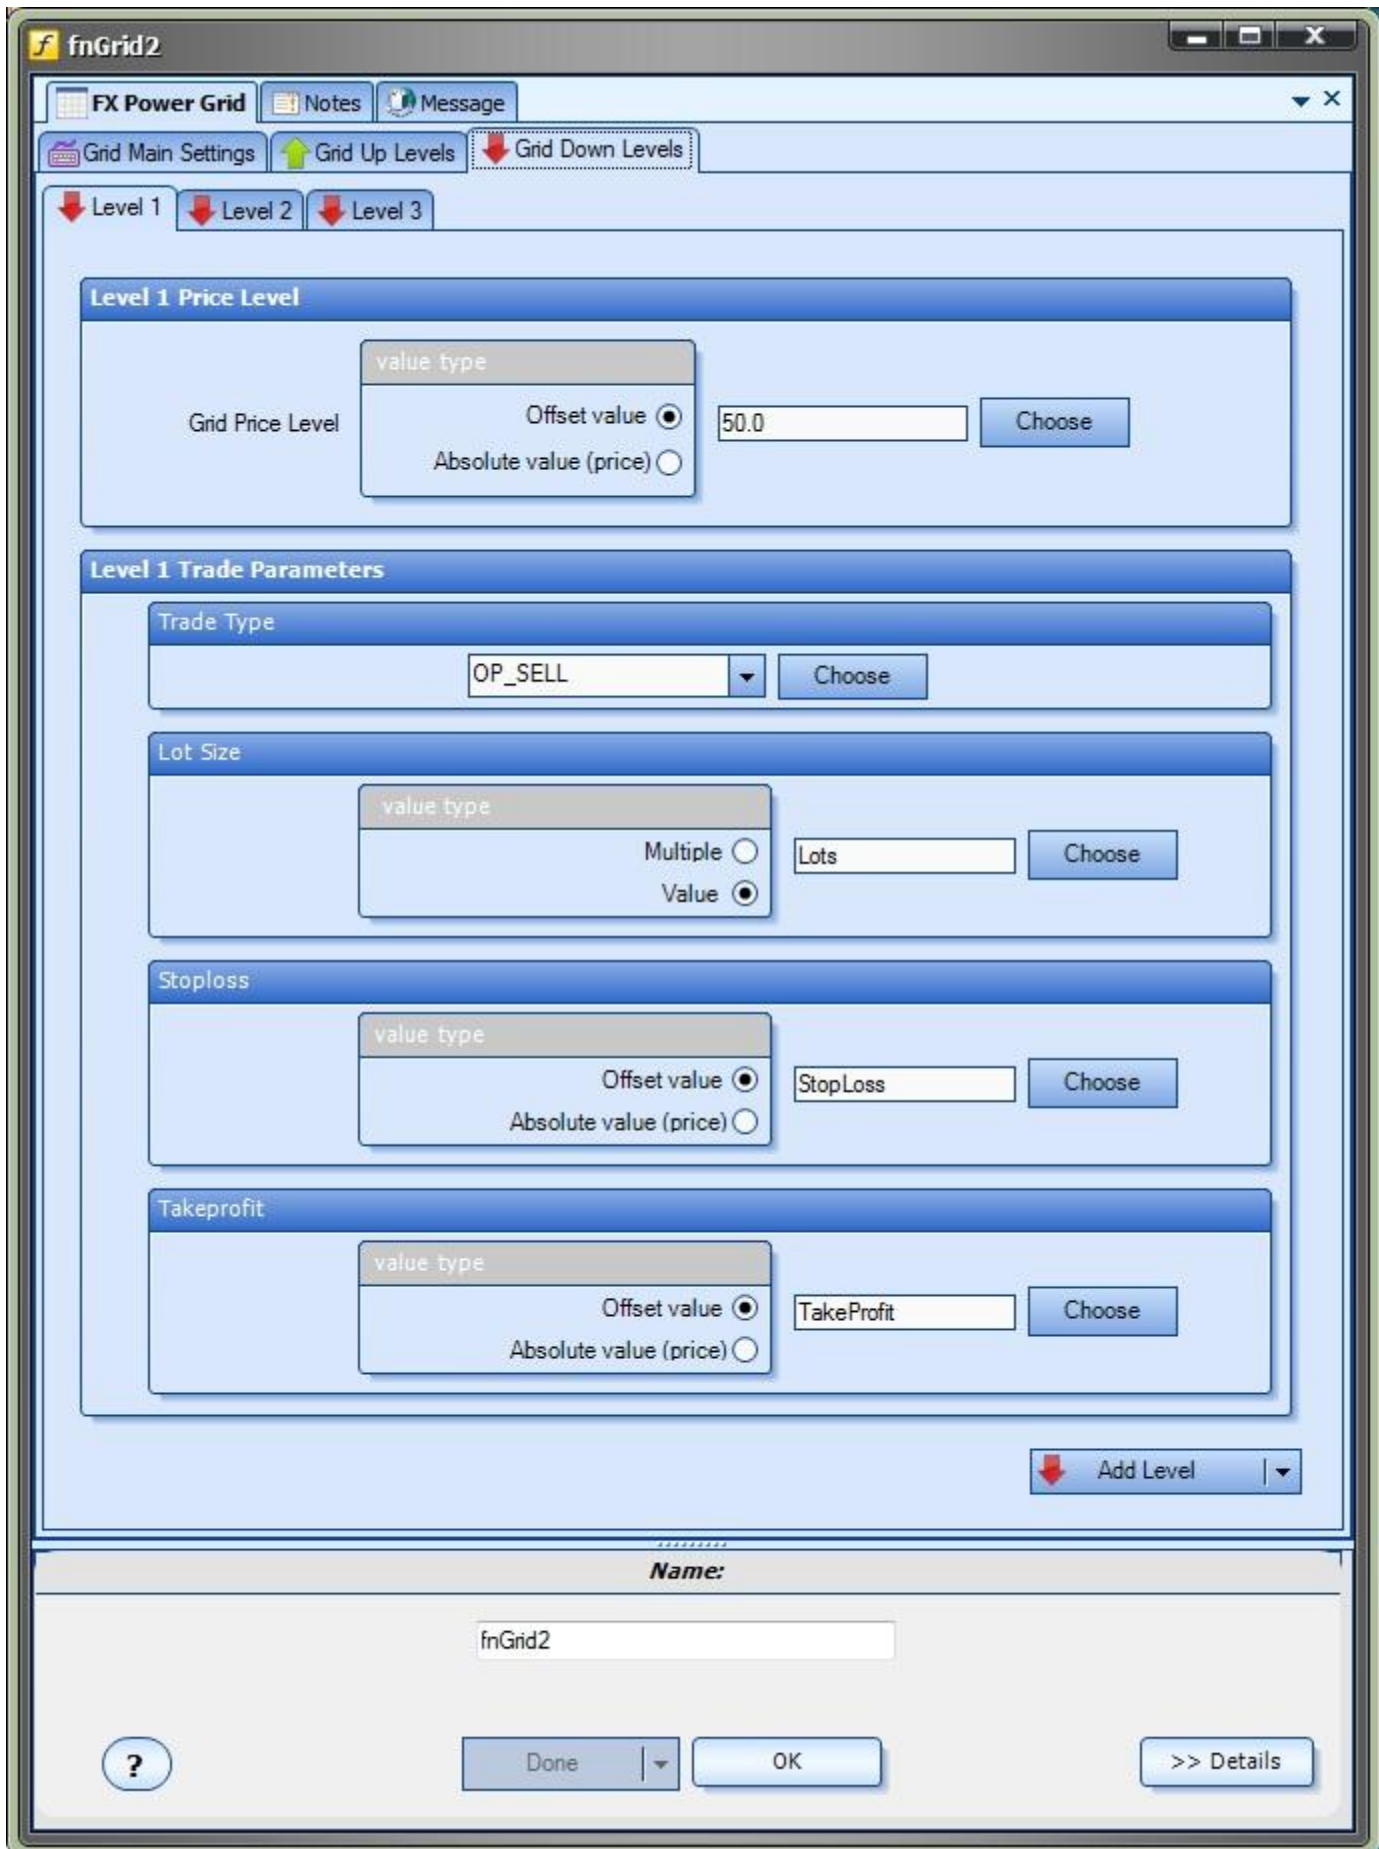 fnGrid2
FX Power Grid Notes Message
Grid Main Settings Grid Up Levels Grid Down Levels
Level 1 Level 2 Level 3
Level 1 Price Level
value type
Offset value
Grid Price Level 50.0 Choose
Absolute value (price)
Level 1 Trade Parameters
Trade Type
OP_SELL Choose
Lot Size
value type
Multiple
Lots Choose
Value
Stoploss
value type
Offset value
StopLoss Choose
Absolute value (price)
Takeprofit
value type
Offset value
TakeProfit Choose
Absolute value (price)
Add Level
Name:
fnGrid2
? Done OK >> Details